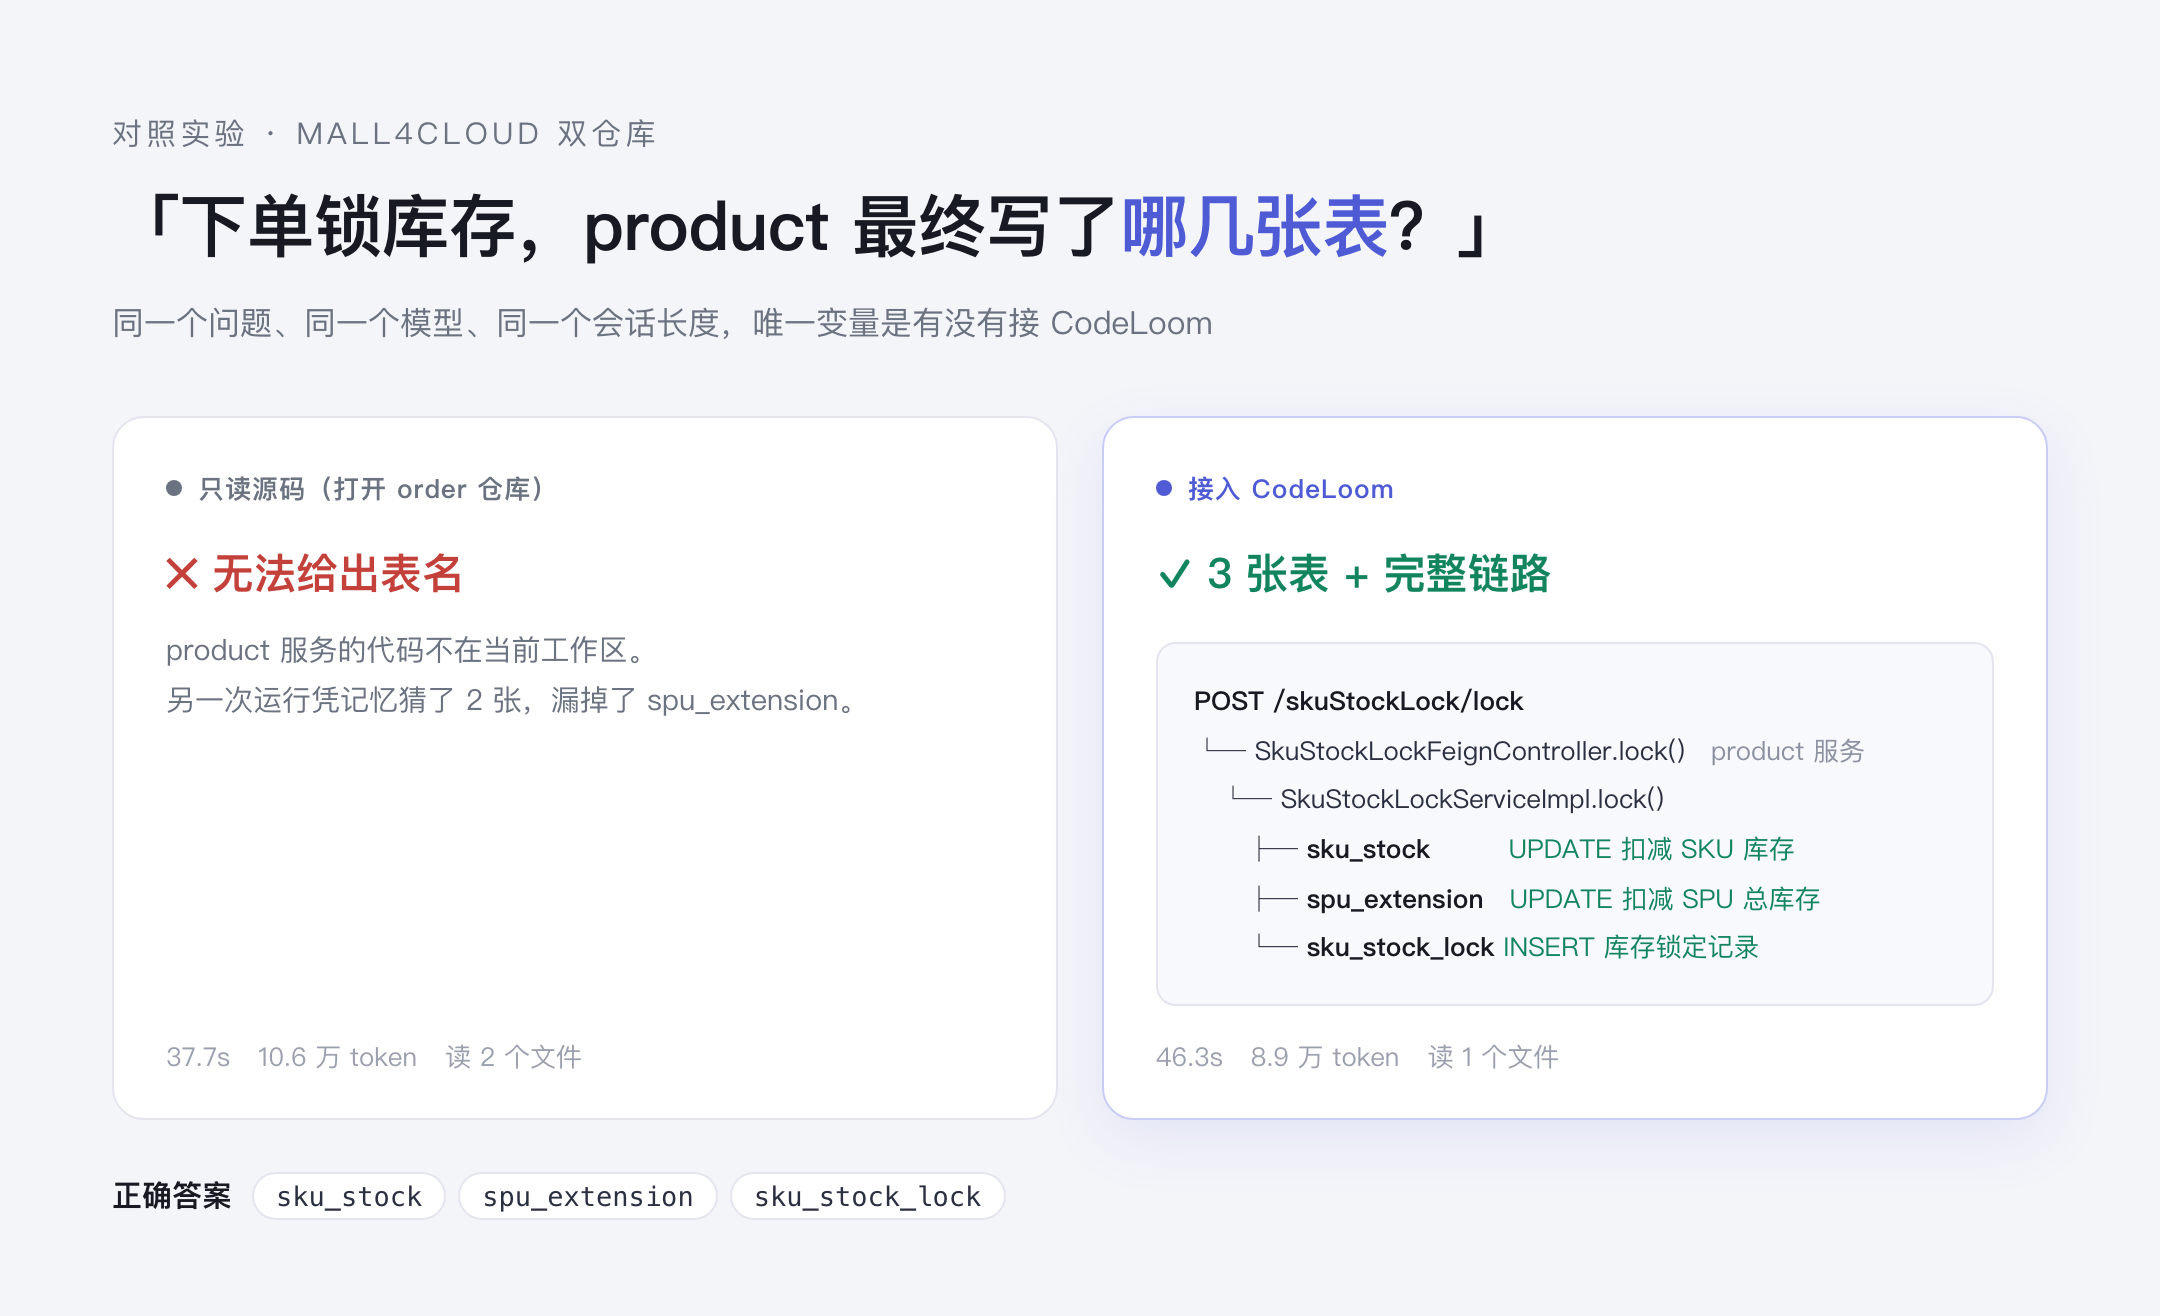 对照实验 · MALL4CLOUD 双仓库
「下单锁库存，product 最终写了哪几张表？」
同一个问题、同一个模型、同一个会话长度，唯一变量是有没有接 CodeLoom
只读源码（打开 order 仓库）
✕ 无法给出表名
product 服务的代码不在当前工作区。
另一次运行凭记忆猜了 2 张，漏掉了 spu_extension。
37.7s 10.6 万 token 读 2 个文件
接入 CodeLoom
✓ 3 张表 + 完整链路
POST /skuStockLock/lock
└── SkuStockLockFeignController.lock() product 服务
└── SkuStockLockServiceImpl.lock()
├── sku_stock UPDATE 扣减 SKU 库存
├── spu_extension UPDATE 扣减 SPU 总库存
└── sku_stock_lock INSERT 库存锁定记录
46.3s 8.9 万 token 读 1 个文件
正确答案 sku_stock spu_extension sku_stock_lock